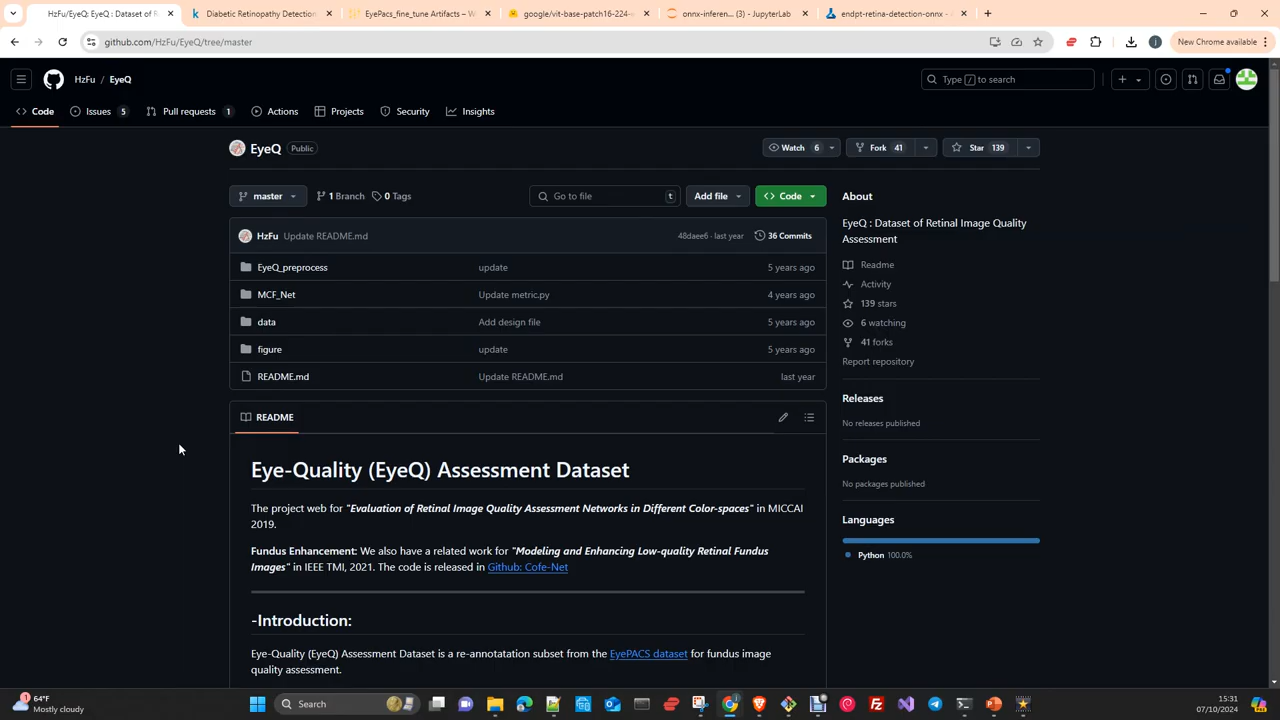 HzFu/EyeQ: EyeQ : Dataset of R
Diabetic Retinopathy Detection
EyePacs_fine_tune Artifacts – W
google/vit-base-patch16-224-
onnx-inferen... (3) - JupyterLab
endpt-retina-detection-onnx -
github.com/HzFu/EyeQ/tree/master
New Chrome available
HzFu / EyeQ
Type / to search
Code
Issues 5
Pull requests 1
Actions
Projects
Security
Insights
EyeQ Public
Watch 6
Fork 41
Star 139
master
1 Branch
0 Tags
Go to file t
Add file
Code
About
EyeQ : Dataset of Retinal Image Quality
Assessment
HzFu Update README.md 48daee6 · last year 36 Commits
EyeQ_preprocess update 5 years ago
MCF_Net Update metric.py 4 years ago
data Add design file 5 years ago
figure update 5 years ago
README.md Update README.md last year
Readme
Activity
139 stars
6 watching
41 forks
Report repository
Releases
No releases published
Packages
No packages published
Languages
Python 100.0%
README
Eye-Quality (EyeQ) Assessment Dataset
The project web for "Evaluation of Retinal Image Quality Assessment Networks in Different Color-spaces" in MICCAI
2019.
Fundus Enhancement: We also have a related work for "Modeling and Enhancing Low-quality Retinal Fundus
Images" in IEEE TMI, 2021. The code is released in Github: Cofe-Net
-Introduction:
Eye-Quality (EyeQ) Assessment Dataset is a re-annotatation subset from the EyePACS dataset for fundus image
quality assessment.
64°F
Mostly cloudy
Search
15:31
07/10/2024